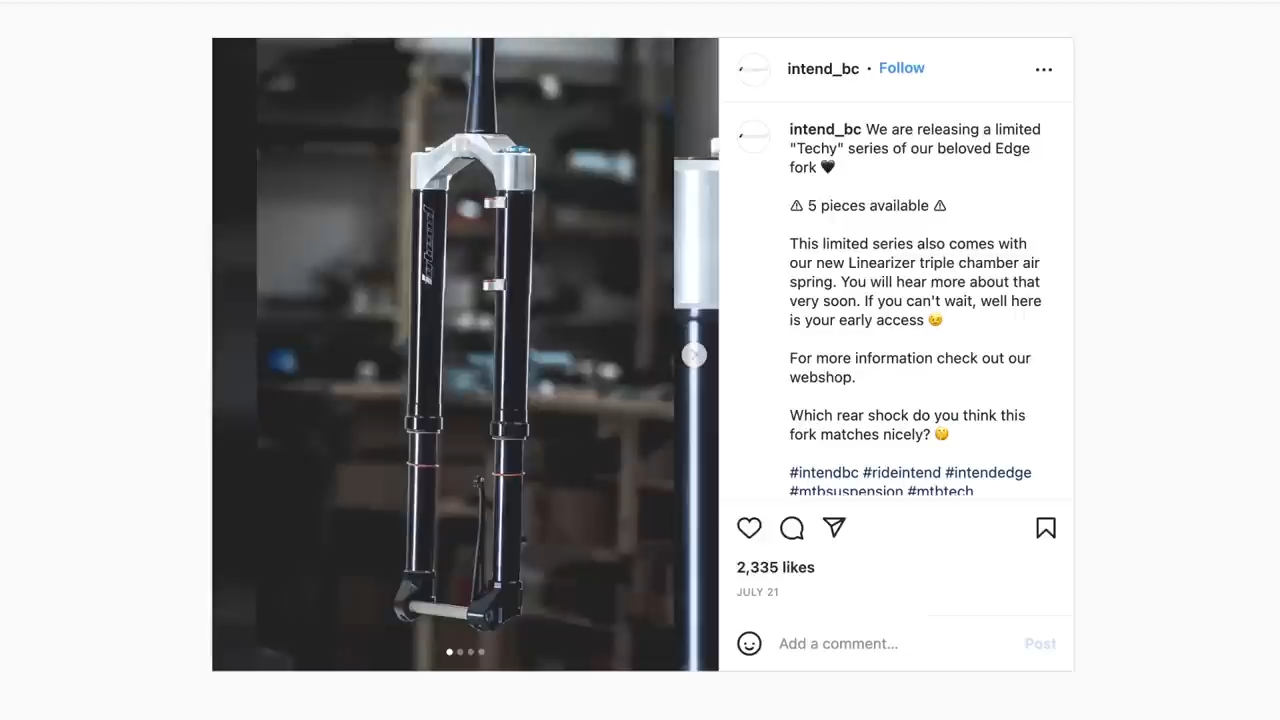 intend_bc • Follow
intend_bc We are releasing a limited
"Techy" series of our beloved Edge
fork 🖤
⚠ 5 pieces available ⚠
This limited series also comes with
our new Linearizer triple chamber air
spring. You will hear more about that
very soon. If you can't wait, well here
is your early access 😉
For more information check out our
webshop.
Which rear shock do you think this
fork matches nicely? 🤔
#intendbc #rideintend #intendedge
#mtbsuspension #mtbtech
2,335 likes
JULY 21
Add a comment... Post